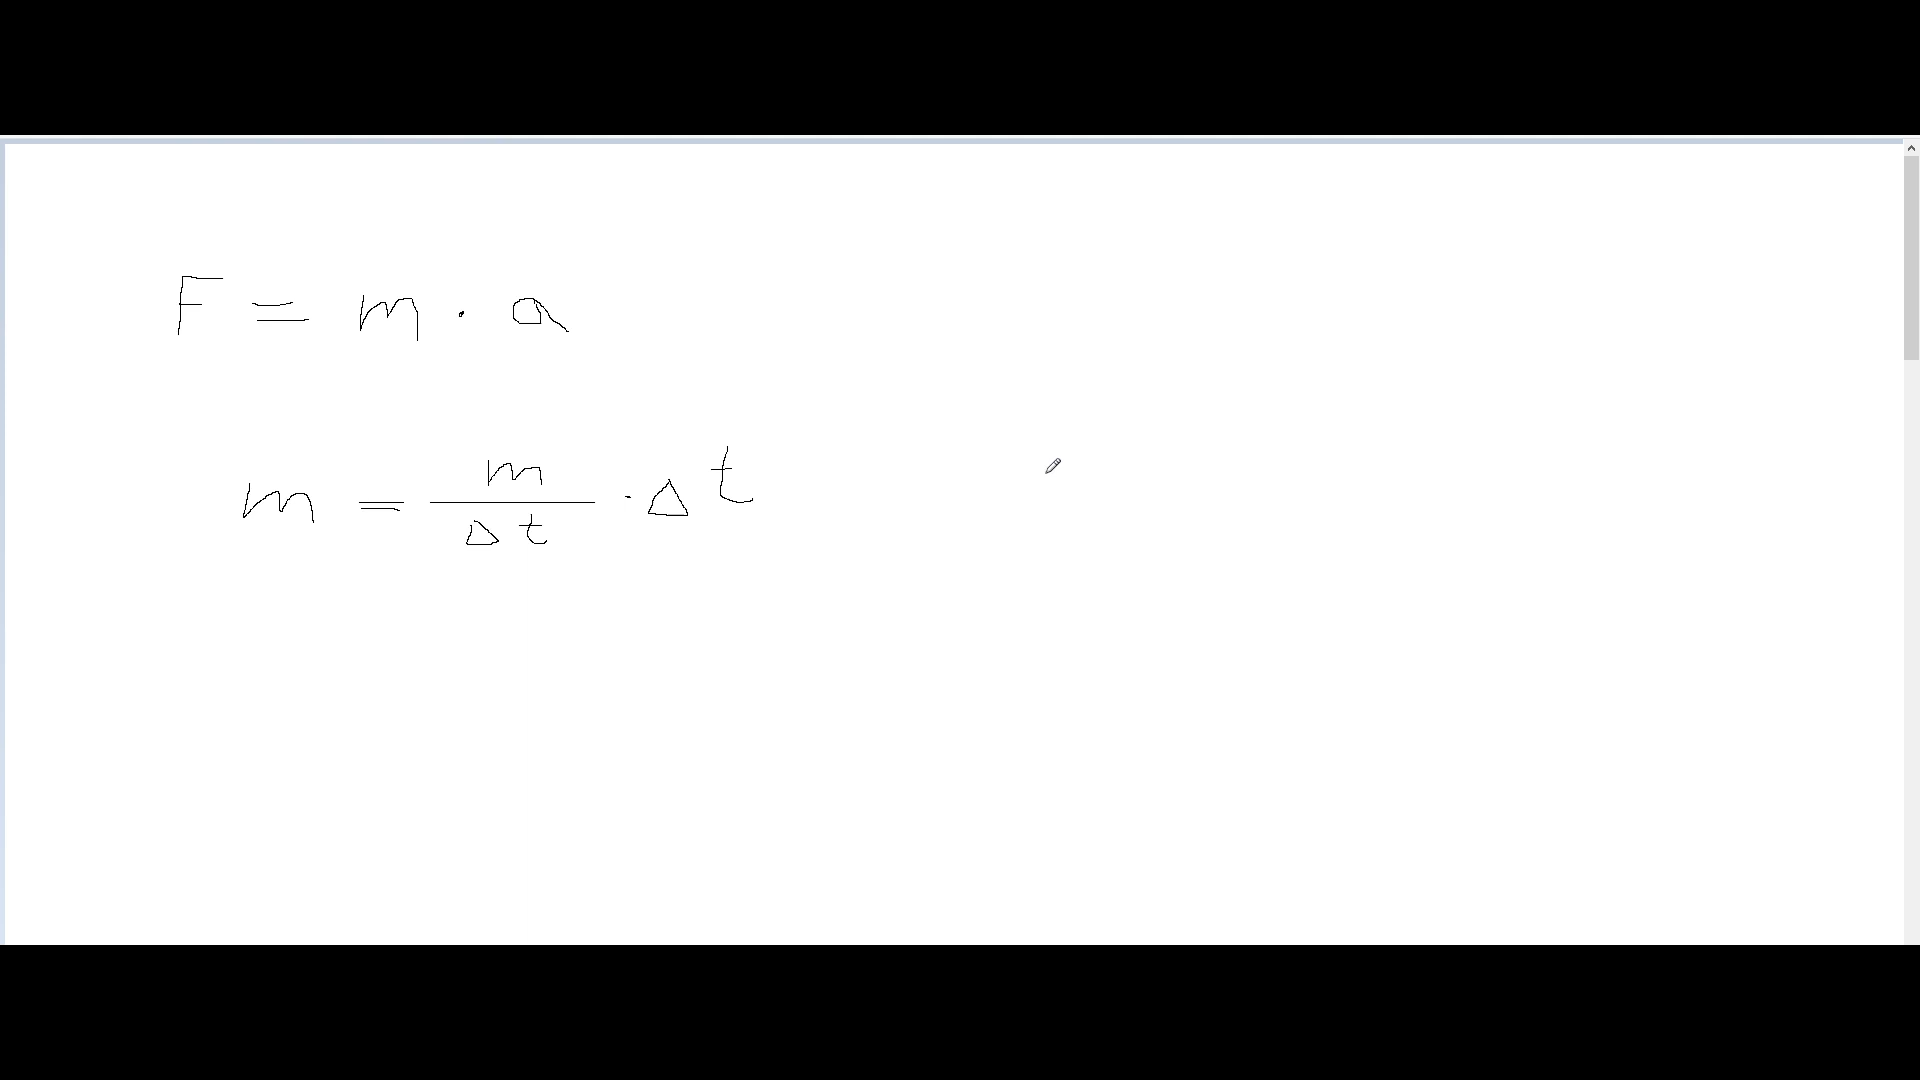 F = m · a
m = m/Δt · Δt